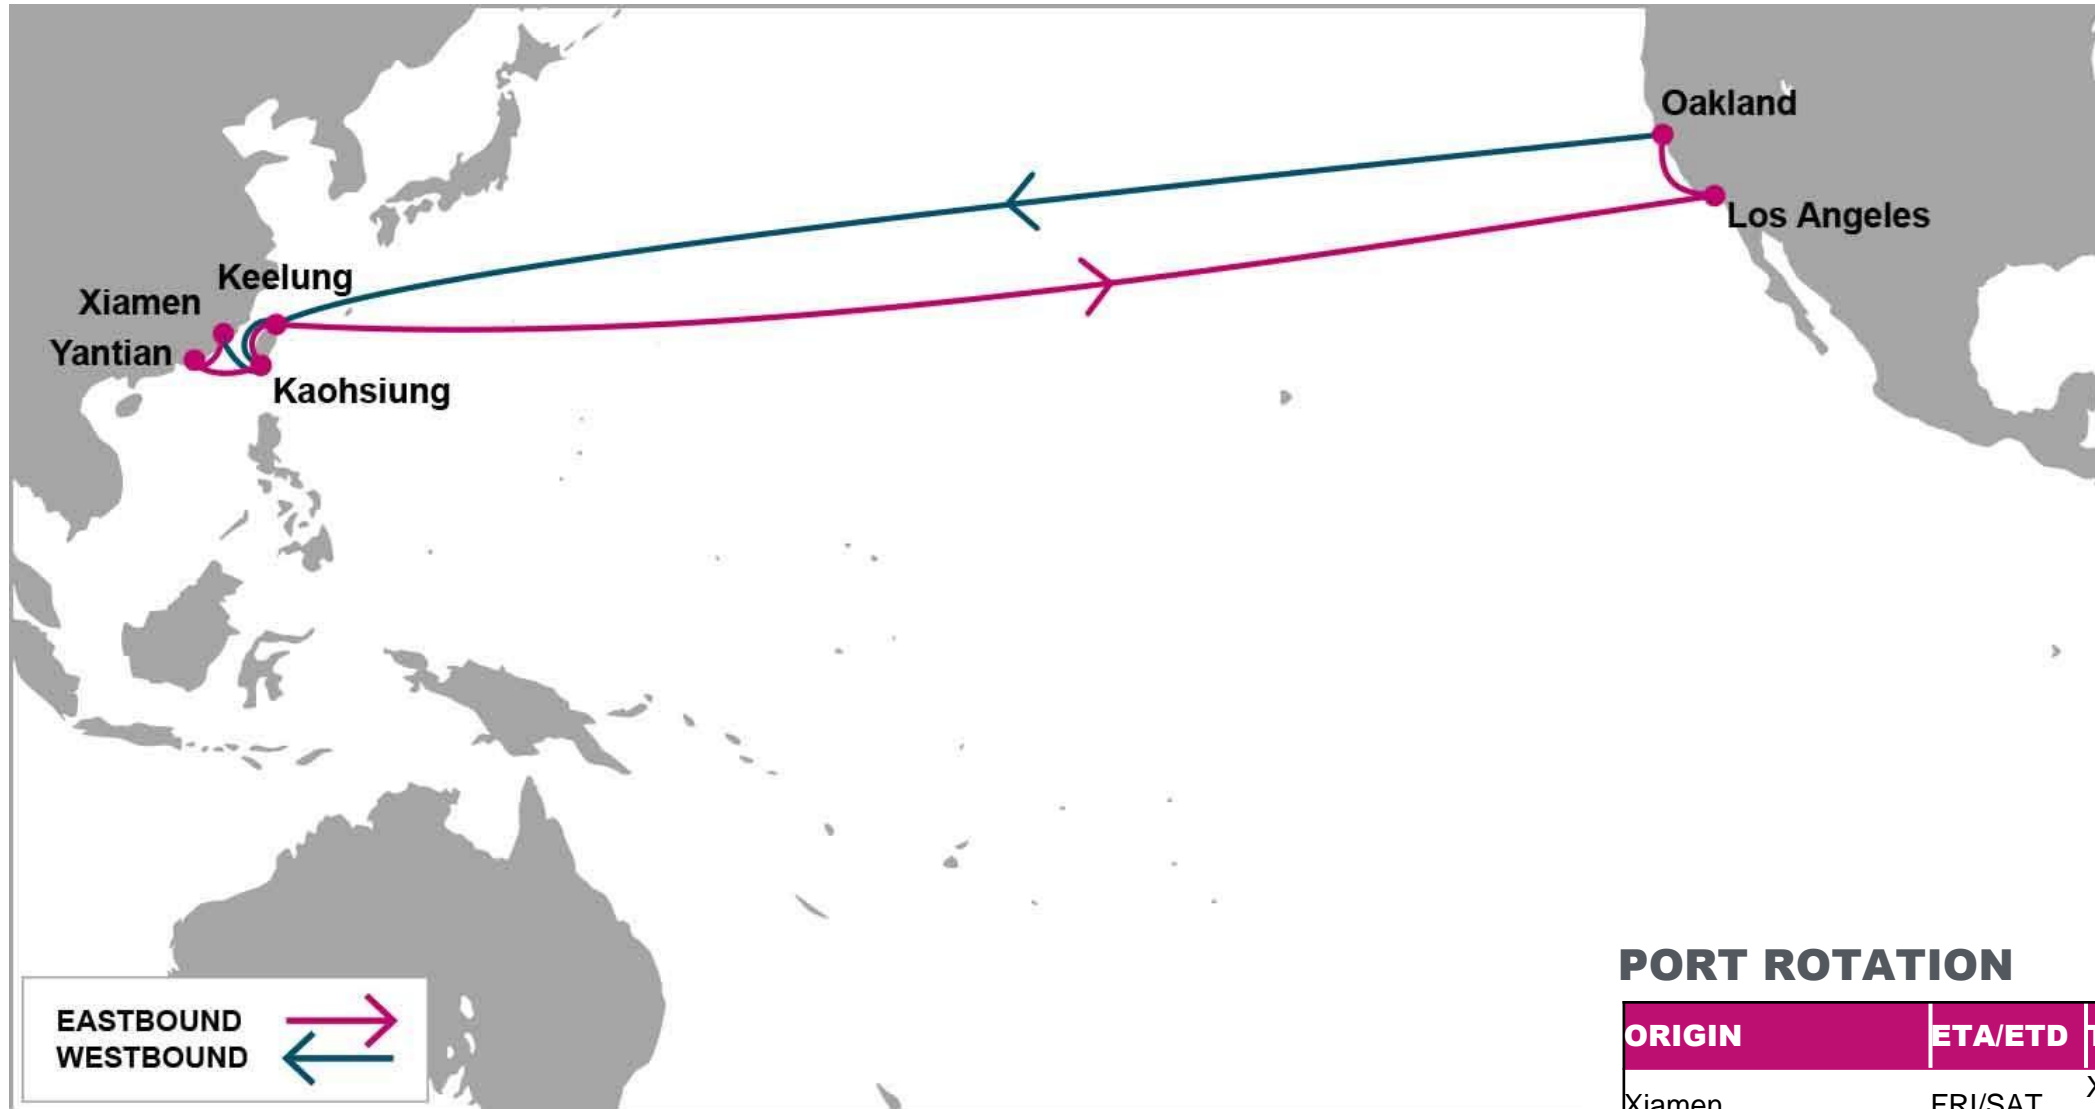 Oakland
Los Angeles
Keelung
Xiamen
Yantian
Kaohsiung
PORT ROTATION
EASTBOUND
WESTBOUND
ORIGIN ETA/ETD
Xiamen FRI/SAT